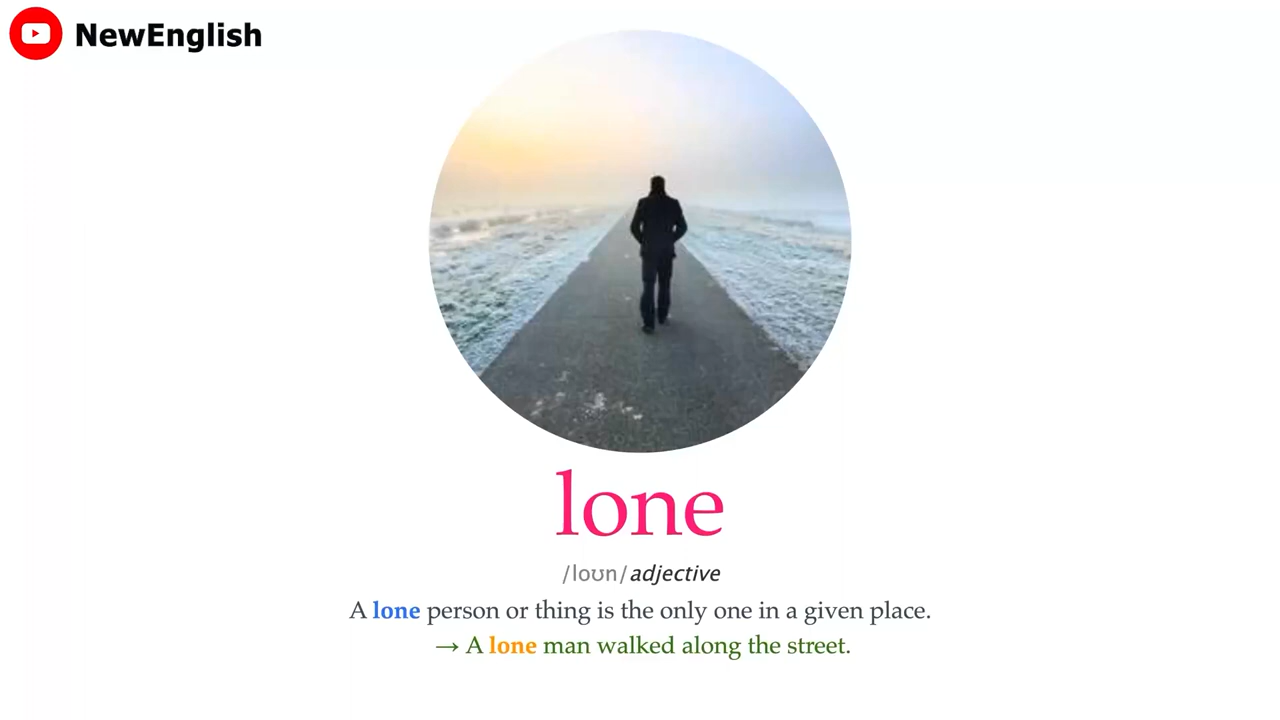 NewEnglish
lone
/loʊn/adjective
A lone person or thing is the only one in a given place.
→ A lone man walked along the street.